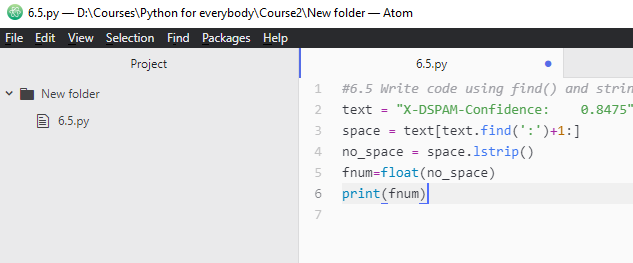 6.5.py — D:\Courses\Python for everybody\Course2\New folder — Atom
File Edit View Selection Find Packages Help
Project
6.5.py
New folder
6.5.py
1 #6.5 Write code using find() and strin
2 text = "X-DSPAM-Confidence:    0.8475"
3 space = text[text.find(':')+1:]
4 no_space = space.lstrip()
5 fnum=float(no_space)
6 print(fnum)
7